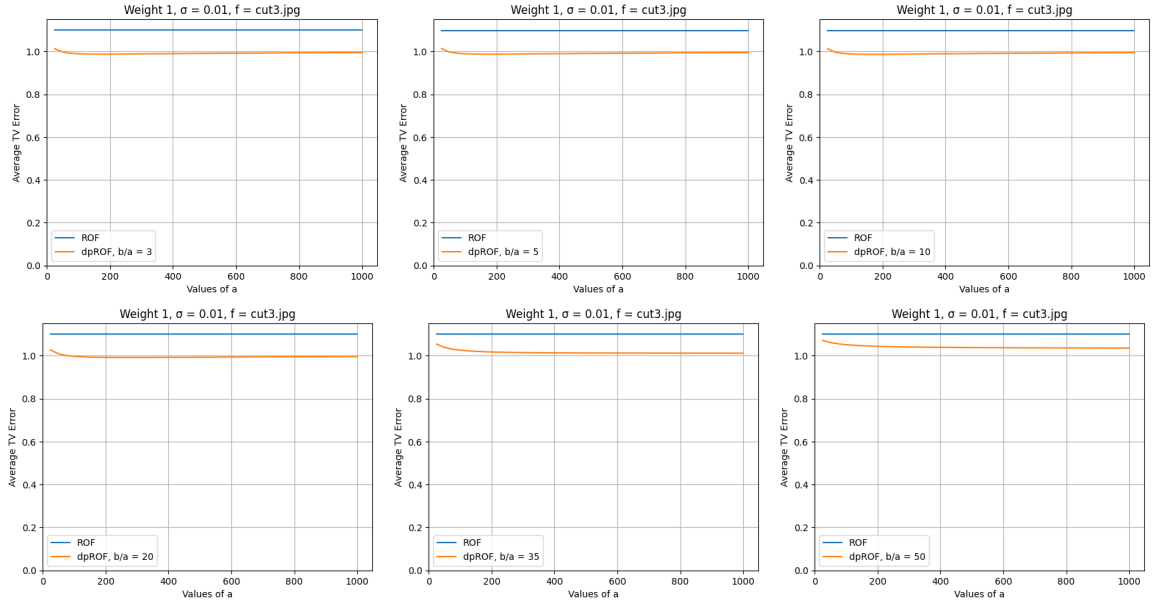 Weight 1, σ = 0.01, f = cut3.jpg
Average TV Error
1.0
0.8
0.6
0.4
0.2
0.0
ROF
dpROF, b/a = 3
0 200 400 600 800 1000
Values of a
Weight 1, σ = 0.01, f = cut3.jpg
Average TV Error
1.0
0.8
0.6
0.4
0.2
0.0
ROF
dpROF, b/a = 5
0 200 400 600 800 1000
Values of a
Weight 1, σ = 0.01, f = cut3.jpg
Average TV Error
1.0
0.8
0.6
0.4
0.2
0.0
ROF
dpROF, b/a = 10
0 200 400 600 800 1000
Values of a
Weight 1, σ = 0.01, f = cut3.jpg
Average TV Error
1.0
0.8
0.6
0.4
0.2
0.0
ROF
dpROF, b/a = 20
0 200 400 600 800 1000
Values of a
Weight 1, σ = 0.01, f = cut3.jpg
Average TV Error
1.0
0.8
0.6
0.4
0.2
0.0
ROF
dpROF, b/a = 35
0 200 400 600 800 1000
Values of a
Weight 1, σ = 0.01, f = cut3.jpg
Average TV Error
1.0
0.8
0.6
0.4
0.2
0.0
ROF
dpROF, b/a = 50
0 200 400 600 800 1000
Values of a